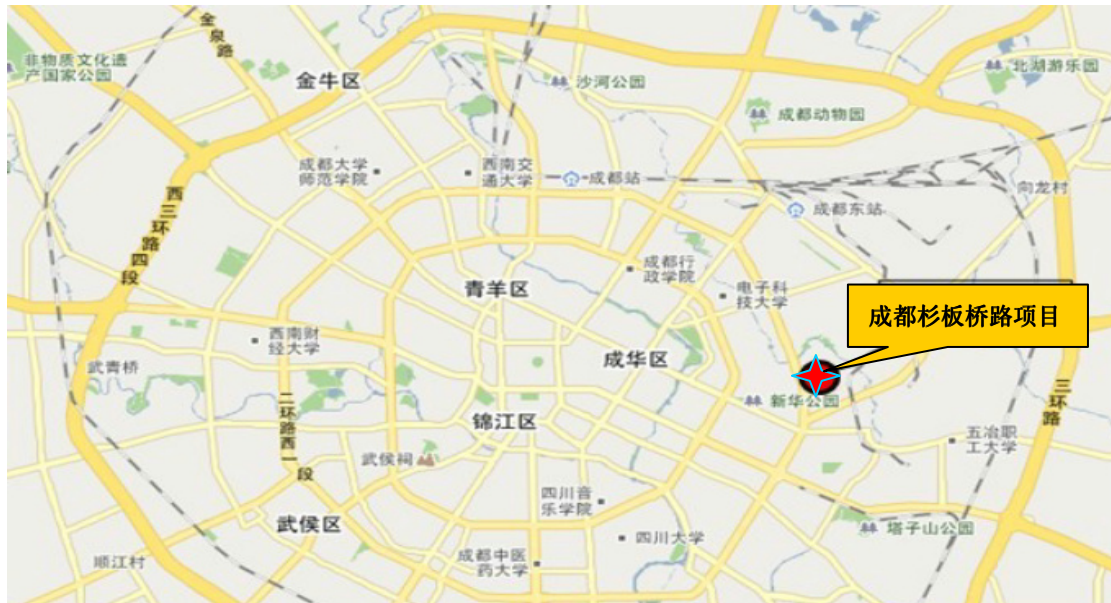 金
泉
路
非物质文化遗
产国家公园
金牛区
沙河公园
北湖游乐园
成都动物园
成都大学
师范学院
西南交
通大学
成都站
向龙村
成都东站
西
三
环
路
四
段
成都行
政学院
电子科
技大学
青羊区
成都杉板桥路项目
西南财
经大学
成华区
武青桥
新华公园
三
环
路
二
环
路
西
一
段
锦江区
五冶职
工大学
武侯祠
四川音
乐学院
武侯区
四川大学
塔子山公园
顺江村
成都中医
药大学